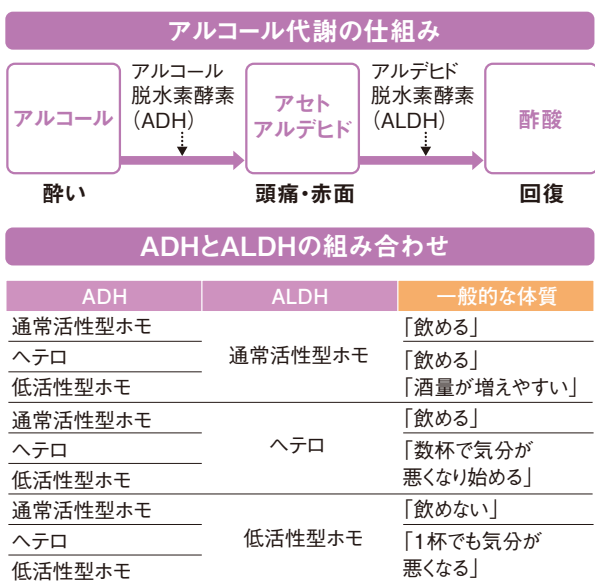 アルコール代謝の仕組み
アルコール
アルコール
脱水素酵素
（ADH）
アセト
アルデヒド
アルデヒド
脱水素酵素
（ALDH）
酢酸
酔い
頭痛・赤面
回復
ADHとALDHの組み合わせ
ADH ALDH 一般的な体質
通常活性型ホモ
ヘテロ
低活性型ホモ
通常活性型ホモ
「飲める」
「飲める」
「酒量が増えやすい」
通常活性型ホモ
ヘテロ
低活性型ホモ
ヘテロ
「飲める」
「数杯で気分が
悪くなり始める」
通常活性型ホモ
ヘテロ
低活性型ホモ
低活性型ホモ
「飲めない」
「1杯でも気分が
悪くなる」